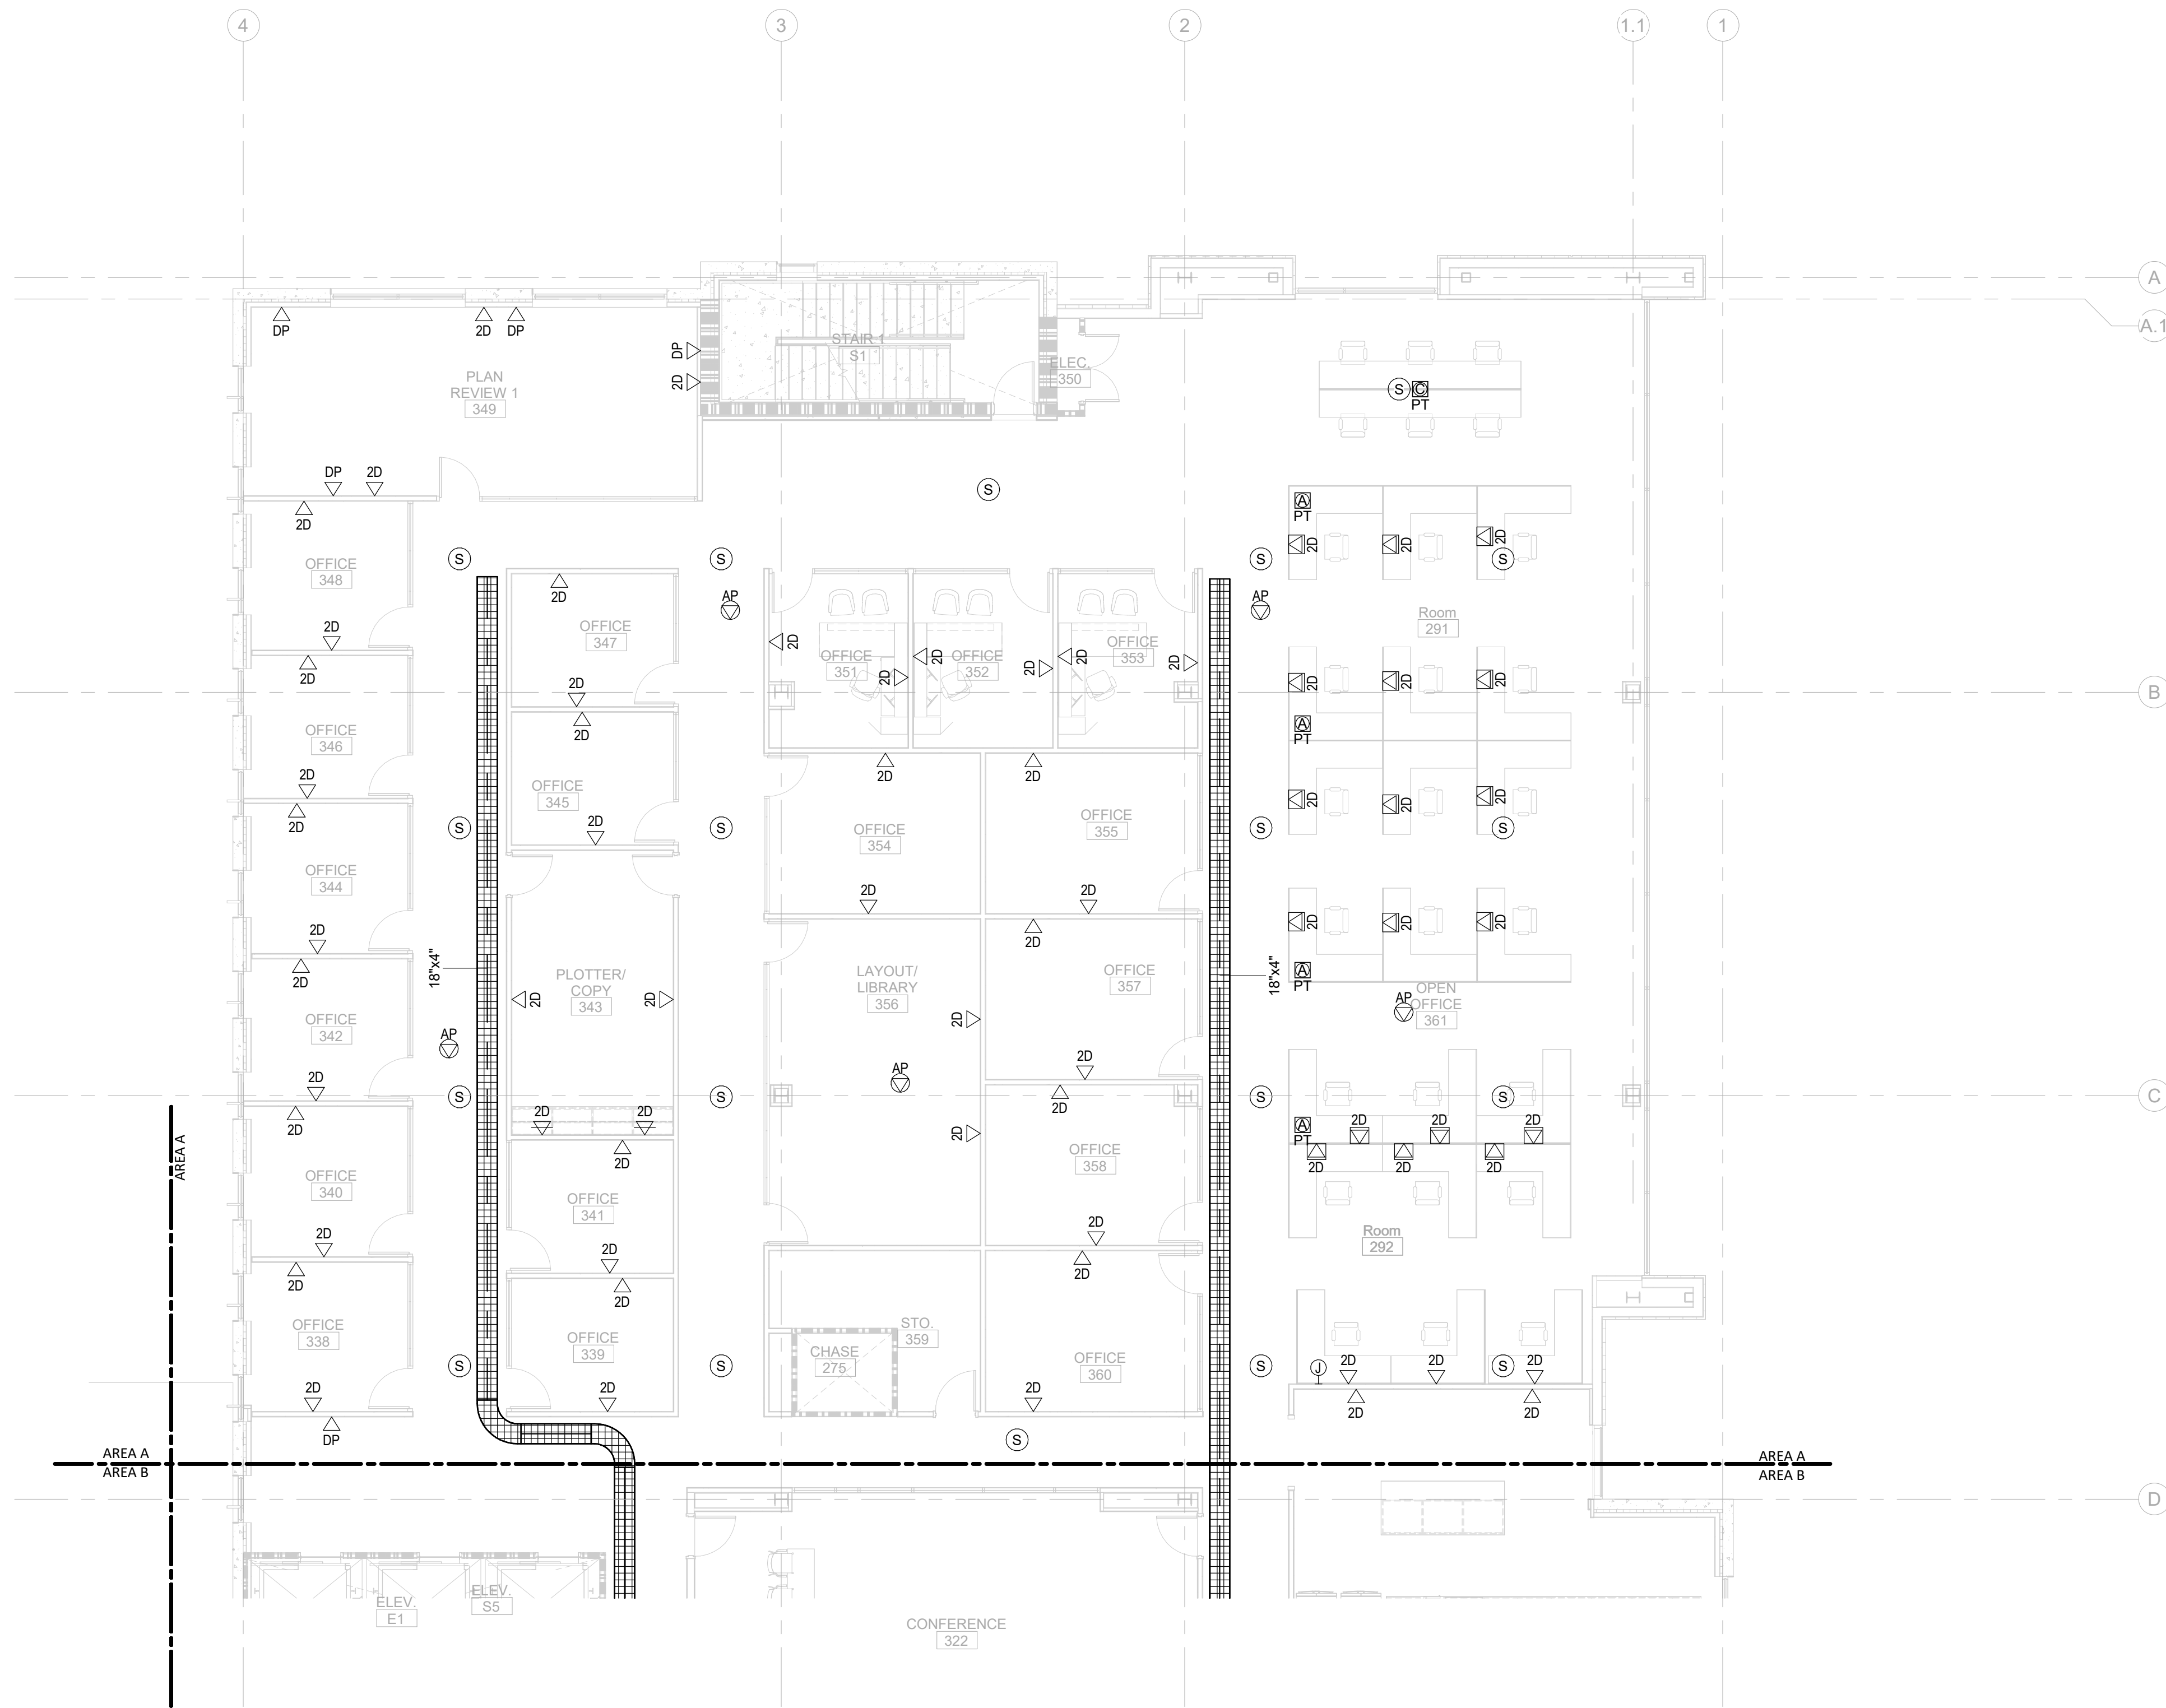 4
3
2
1.1
1
A
A.1
DP
2D
DP
DP
STAIR 1
S1
2D
ELEC.
350
PLAN
REVIEW 1
349
S
C
PT
DP
2D
S
A
PT
2D
S
S
S
2D
2D
2D
S
OFFICE
348
2D
AP
AP
Room
291
2D
OFFICE
347
2D
2D
OFFICE
351
2D
2D
OFFICE
352
2D
2D
OFFICE
353
2D
2D
2D
2D
2D
B
OFFICE
346
2D
A
PT
2D
2D
2D
OFFICE
345
2D
2D
2D
2D
2D
S
S
OFFICE
354
OFFICE
355
S
S
2D
OFFICE
344
2D
2D
2D
2D
2D
2D
2D
2D
18"x4"
PLOTTER/
COPY
343
LAYOUT/
LIBRARY
356
OFFICE
357
18"x4"
A
PT
OPEN
OFFICE
361
AP
2D
OFFICE
342
2D
2D
2D
AP
AP
2D
2D
S
S
S
S
C
2D
2D
2D
2D
A
PT
2D
2D
2D
AREA A
2D
2D
2D
2D
2D
OFFICE
340
OFFICE
341
OFFICE
358
2D
2D
2D
Room
292
2D
2D
2D
OFFICE
338
OFFICE
339
STO.
359
CHASE
275
OFFICE
360
S
S
S
J
2D
2D
S
2D
2D
2D
2D
2D
2D
DP
S
AREA A
AREA B
AREA A
AREA B
D
ELEV.
E1
ELEV.
S5
CONFERENCE
322